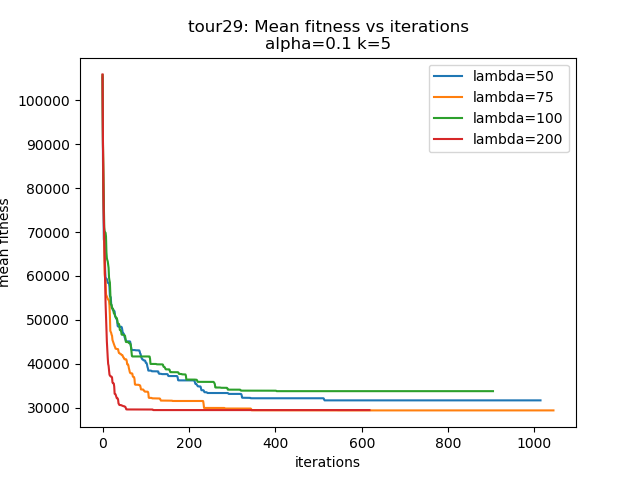 tour29: Mean fitness vs iterations
alpha=0.1 k=5
lambda=50
lambda=75
lambda=100
lambda=200
100000
90000
80000
70000
60000
50000
40000
30000
mean fitness
0 200 400 600 800 1000
iterations